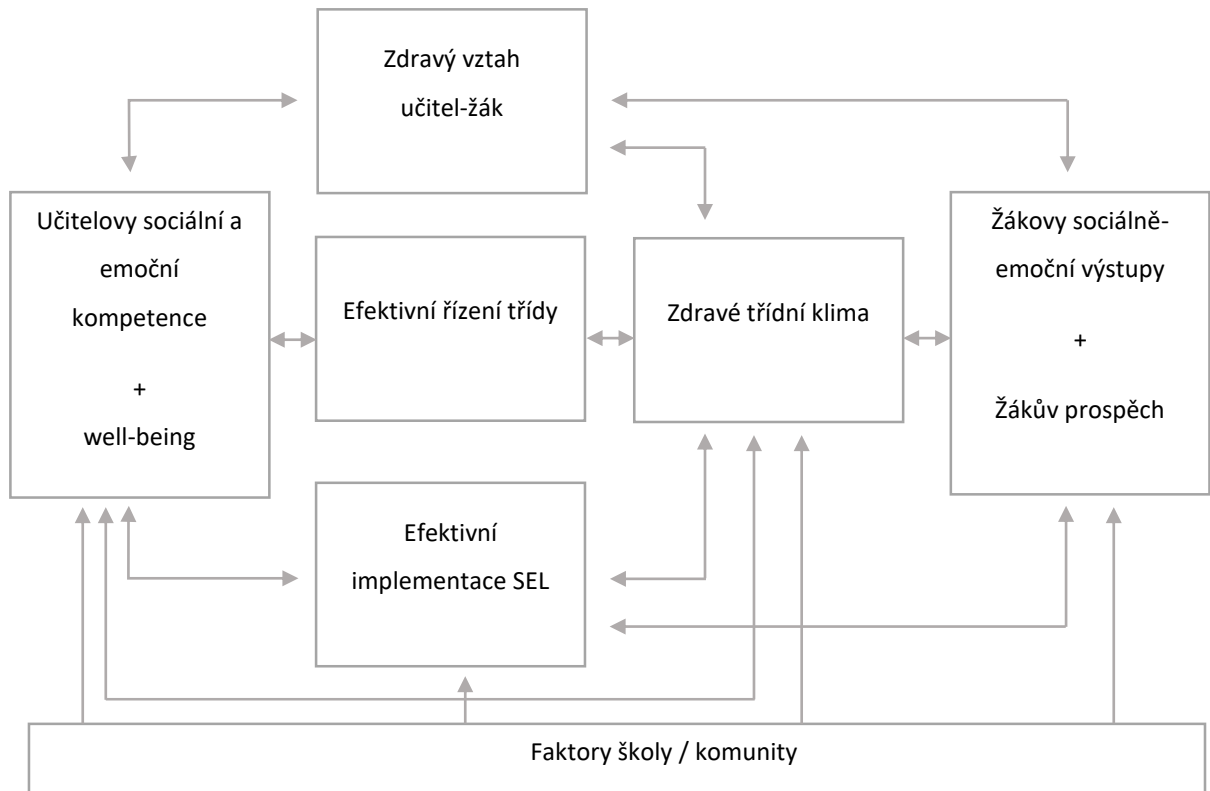 Zdravý vztah
učitel-žák
Učitelovy sociální a
emoční
kompetence
+
well-being
Efektivní řízení třídy
Zdravé třídní klima
Žákovy sociálně-
emoční výstupy
+
Žákův prospěch
Efektivní
implementace SEL
Faktory školy / komunity